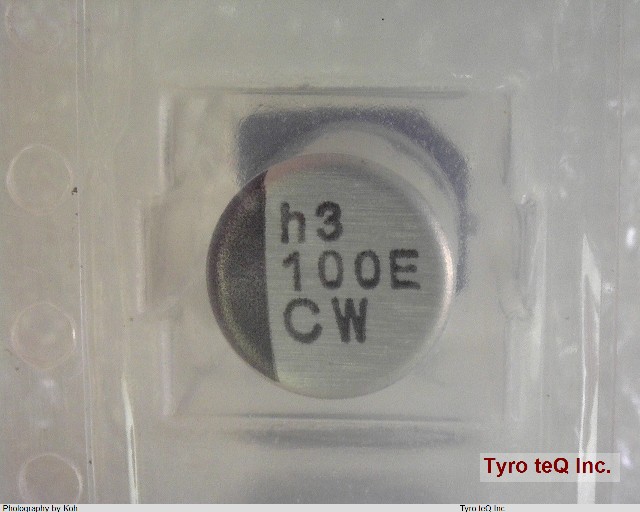 h3
100E
CW
Tyro teQ Inc.
Photography by Koh
Tyro teQ Inc